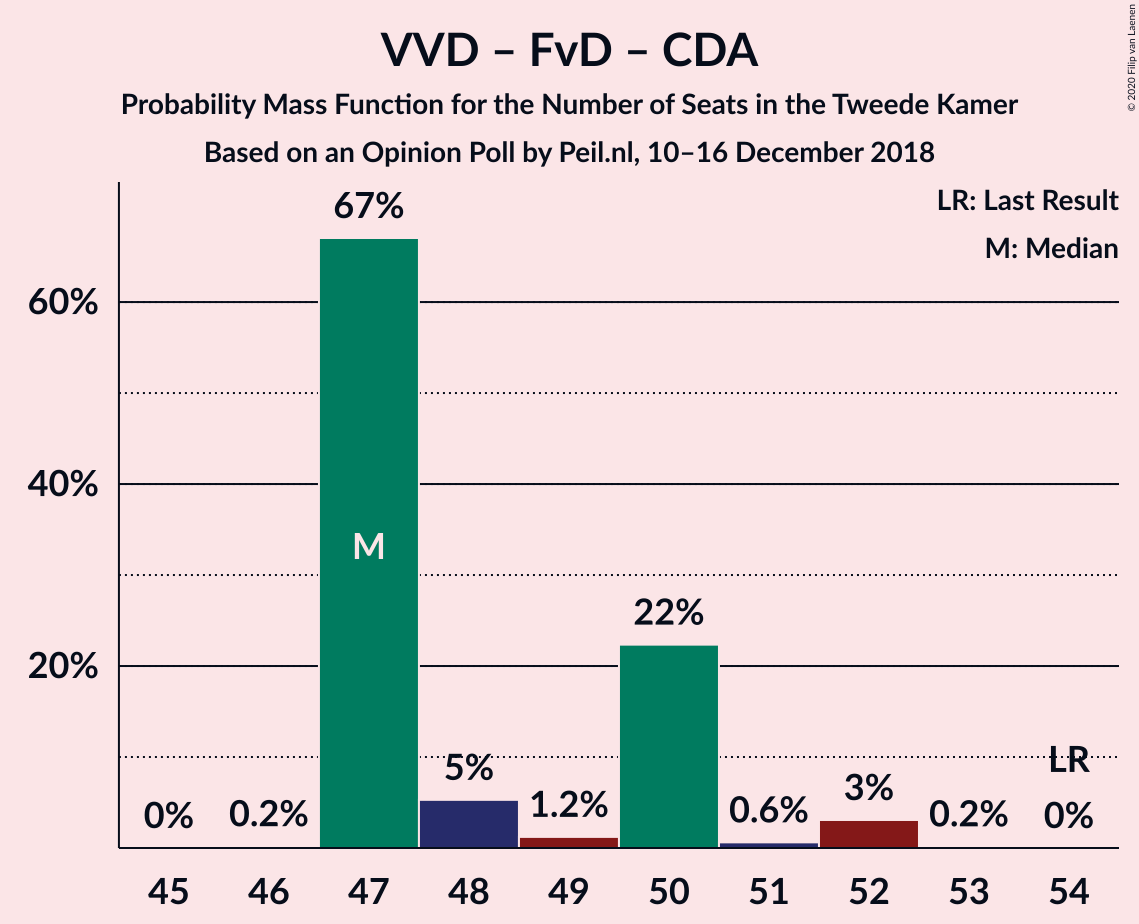 VVD – FvD – CDA
Probability Mass Function for the Number of Seats in the Tweede Kamer
Based on an Opinion Poll by Peil.nl, 10–16 December 2018
© 2020 Filip van Laenen
LR: Last Result
M: Median
60%
40%
20%
0%
0.2%
67%
M
5%
1.2%
22%
0.6%
3%
0.2%
LR
0%
45 46 47 48 49 50 51 52 53 54